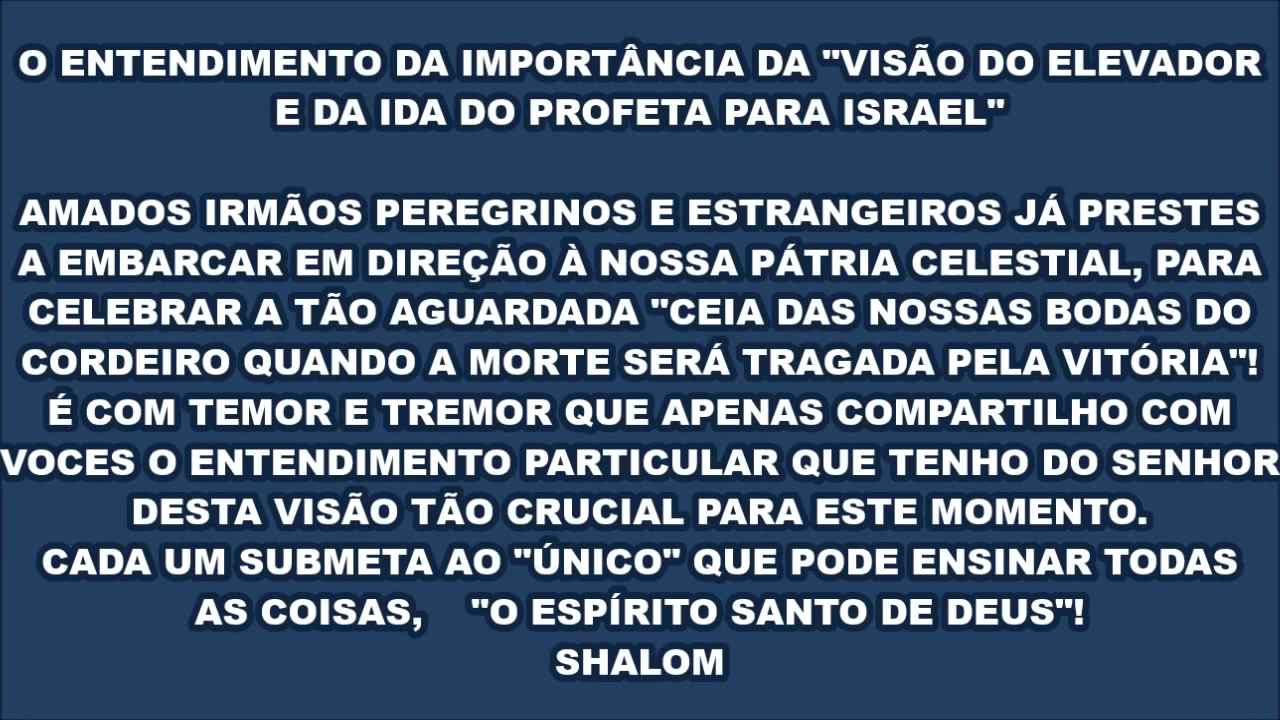 O ENTENDIMENTO DA IMPORTÂNCIA DA "VISÃO DO ELEVADOR
E DA IDA DO PROFETA PARA ISRAEL"
AMADOS IRMÃOS PEREGRINOS E ESTRANGEIROS JÁ PRESTES
A EMBARCAR EM DIREÇÃO À NOSSA PÁTRIA CELESTIAL, PARA
CELEBRAR A TÃO AGUARDADA "CEIA DAS NOSSAS BODAS DO
CORDEIRO QUANDO A MORTE SERÁ TRAGADA PELA VITÓRIA"!
É COM TEMOR E TREMOR QUE APENAS COMPARTILHO COM
VOCES O ENTENDIMENTO PARTICULAR QUE TENHO DO SENHOR
DESTA VISÃO TÃO CRUCIAL PARA ESTE MOMENTO.
CADA UM SUBMETA AO "ÚNICO" QUE PODE ENSINAR TODAS
AS COISAS, "O ESPÍRITO SANTO DE DEUS"!
SHALOM